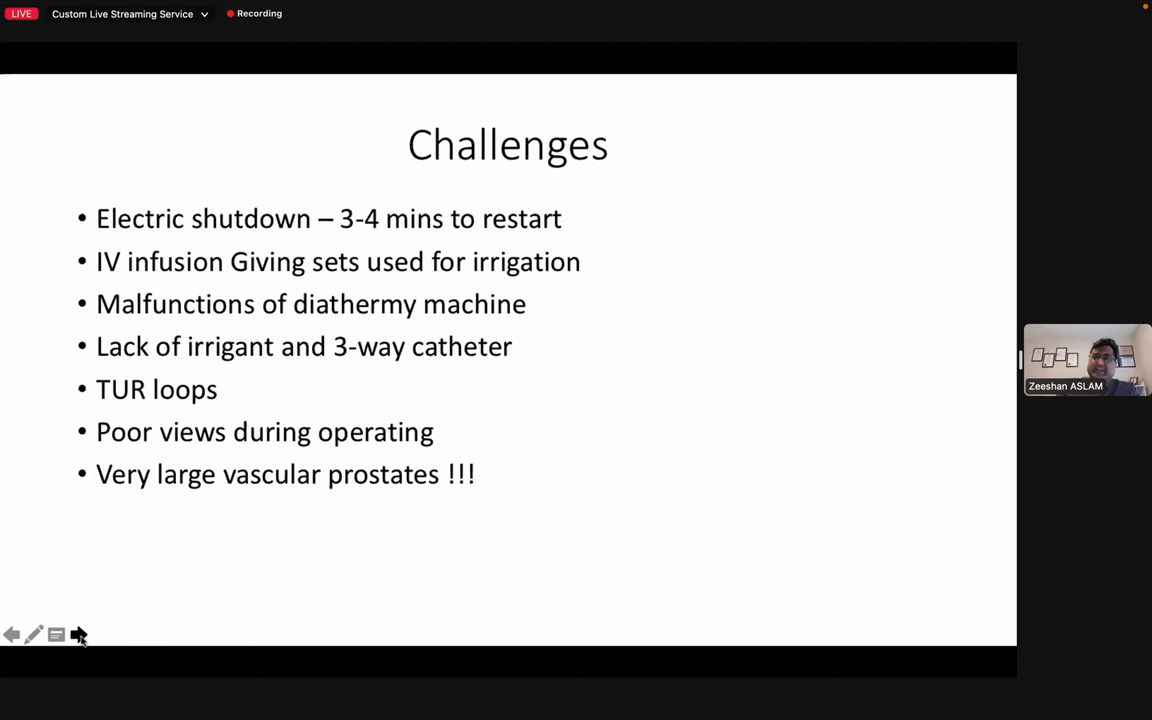 LIVE
Custom Live Streaming Service
Recording
Challenges
• Electric shutdown – 3-4 mins to restart
• IV infusion Giving sets used for irrigation
• Malfunctions of diathermy machine
• Lack of irrigant and 3-way catheter
• TUR loops
• Poor views during operating
• Very large vascular prostates !!!
Zeeshan ASLAM